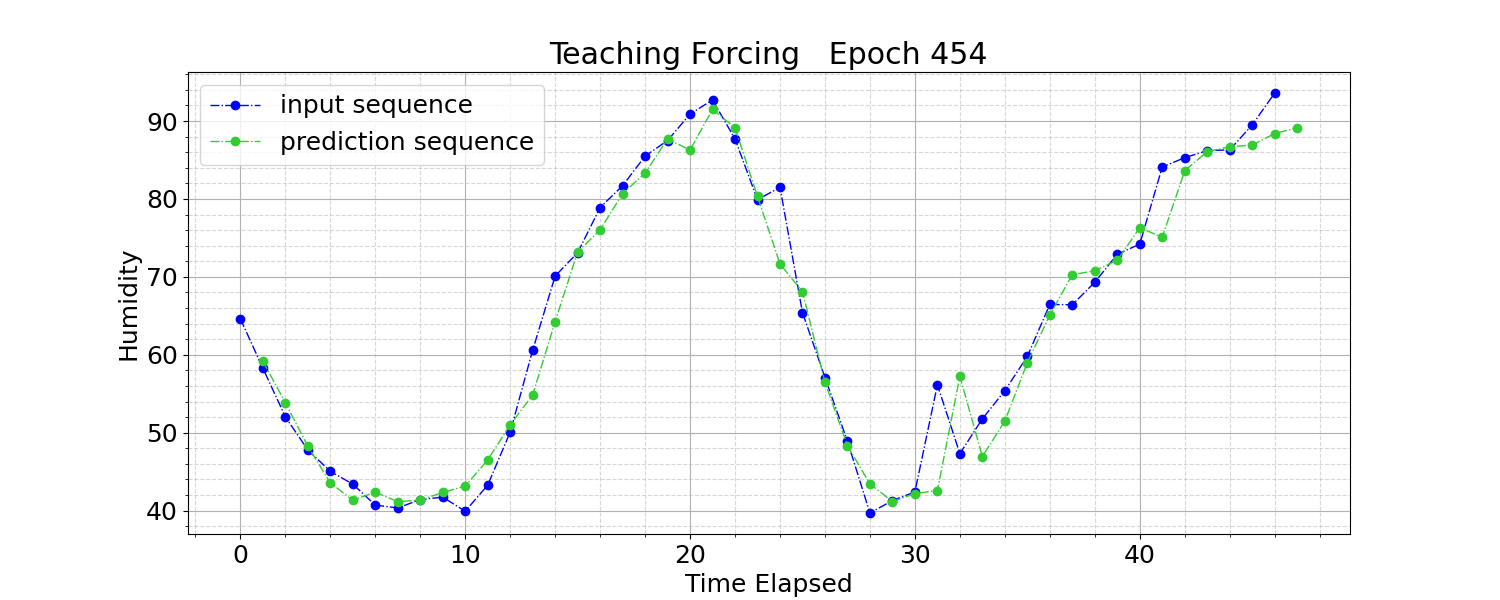 Teaching Forcing   Epoch 454
input sequence
prediction sequence
Humidity
90
80
70
60
50
40
0 10 20 30 40
Time Elapsed